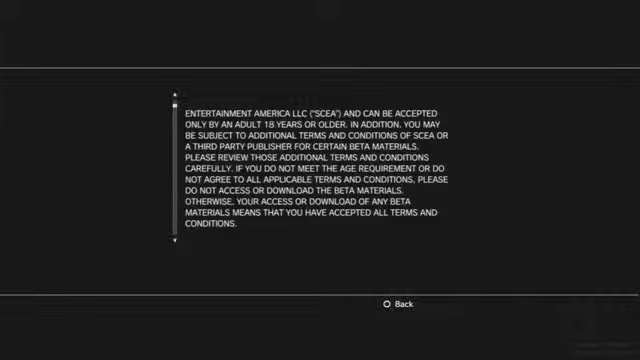 ENTERTAINMENT AMERICA LLC ("SCEA") AND CAN BE ACCEPTED
ONLY BY AN ADULT 18 YEARS OR OLDER. IN ADDITION, YOU MAY
BE SUBJECT TO ADDITIONAL TERMS AND CONDITIONS OF SCEA OR
A THIRD PARTY PUBLISHER FOR CERTAIN BETA MATERIALS.
PLEASE REVIEW THOSE ADDITIONAL TERMS AND CONDITIONS
CAREFULLY. IF YOU DO NOT MEET THE AGE REQUIREMENT OR DO
NOT AGREE TO ALL APPLICABLE TERMS AND CONDITIONS, PLEASE
DO NOT ACCESS OR DOWNLOAD THE BETA MATERIALS.
OTHERWISE, YOUR ACCESS OR DOWNLOAD OF ANY BETA
MATERIALS MEANS THAT YOU HAVE ACCEPTED ALL TERMS AND
CONDITIONS.
Back